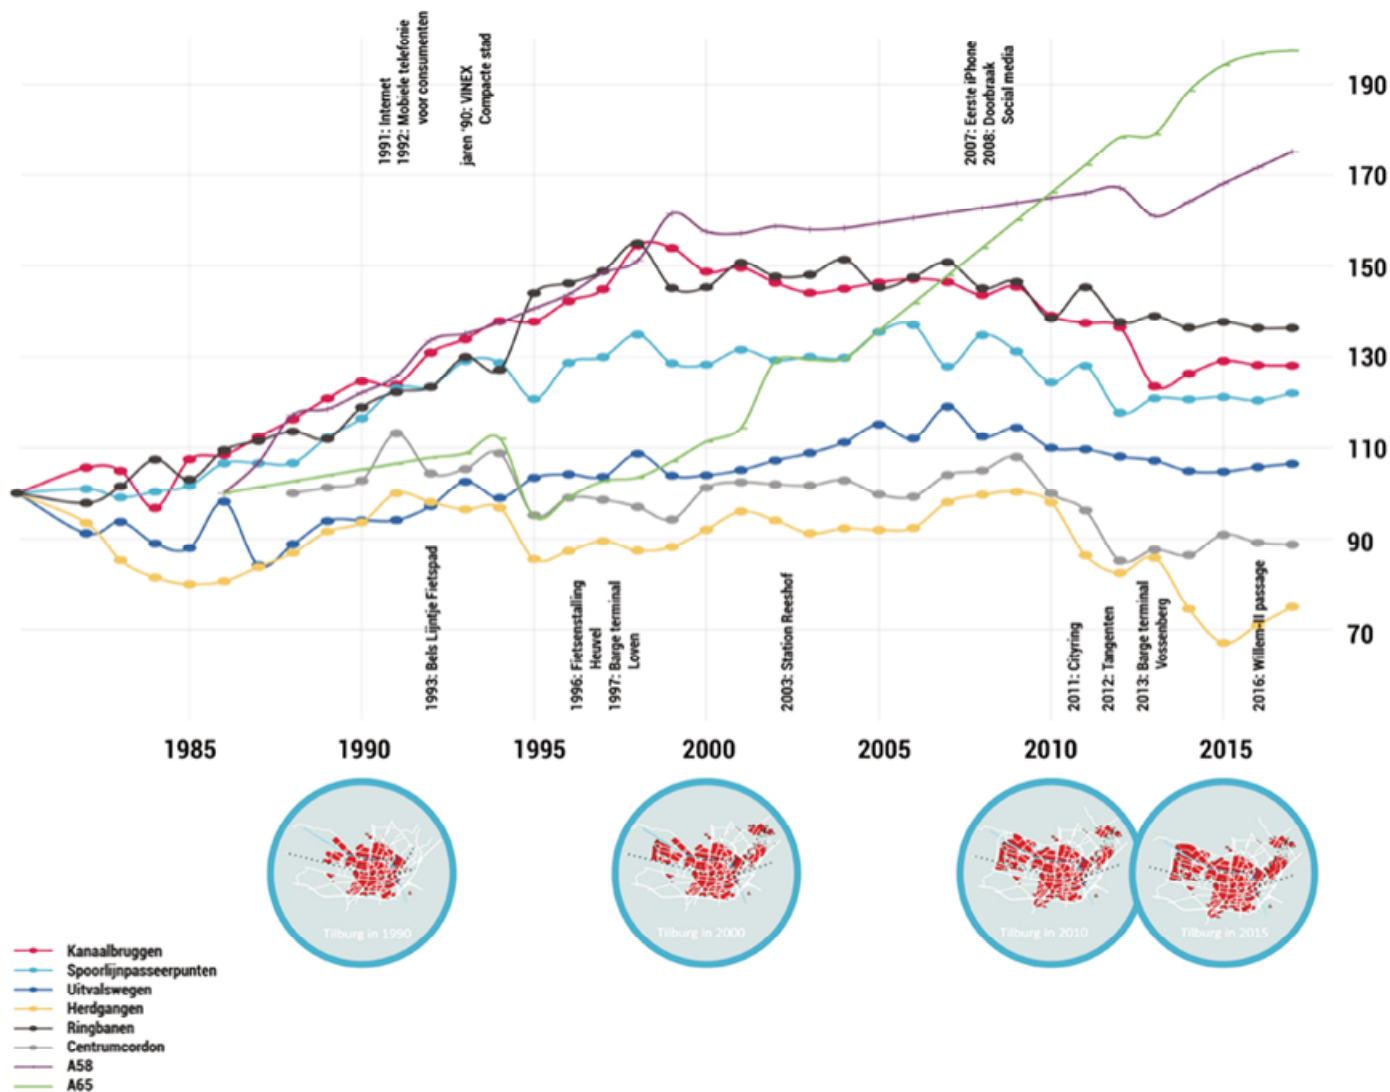 1991: Internet
1992: Mobiele telefonie
voor consumenten
jaren '90: VINEX
Compacte stad
2007: Eerste iPhone
2008: Doorbraak
Social media
190
170
150
130
110
90
70
1993: Bels Lijntje Fietspad
1996: Fietsenstalling
Heuvel
1997: Barge terminal
Loven
2003: Station Reeshof
2011: Cityring
2012: Tangenten
2013: Barge terminal
Vossenberg
2016: Willem-II passage
1985
1990
1995
2000
2005
2010
2015
Tilburg in 1990
Tilburg in 2000
Tilburg in 2010
Tilburg in 2015
Kanaalbruggen
Spoorlijnpasseerpunten
Uitvalswegen
Herdgangen
Ringbanen
Centrumcordon
A58
A65